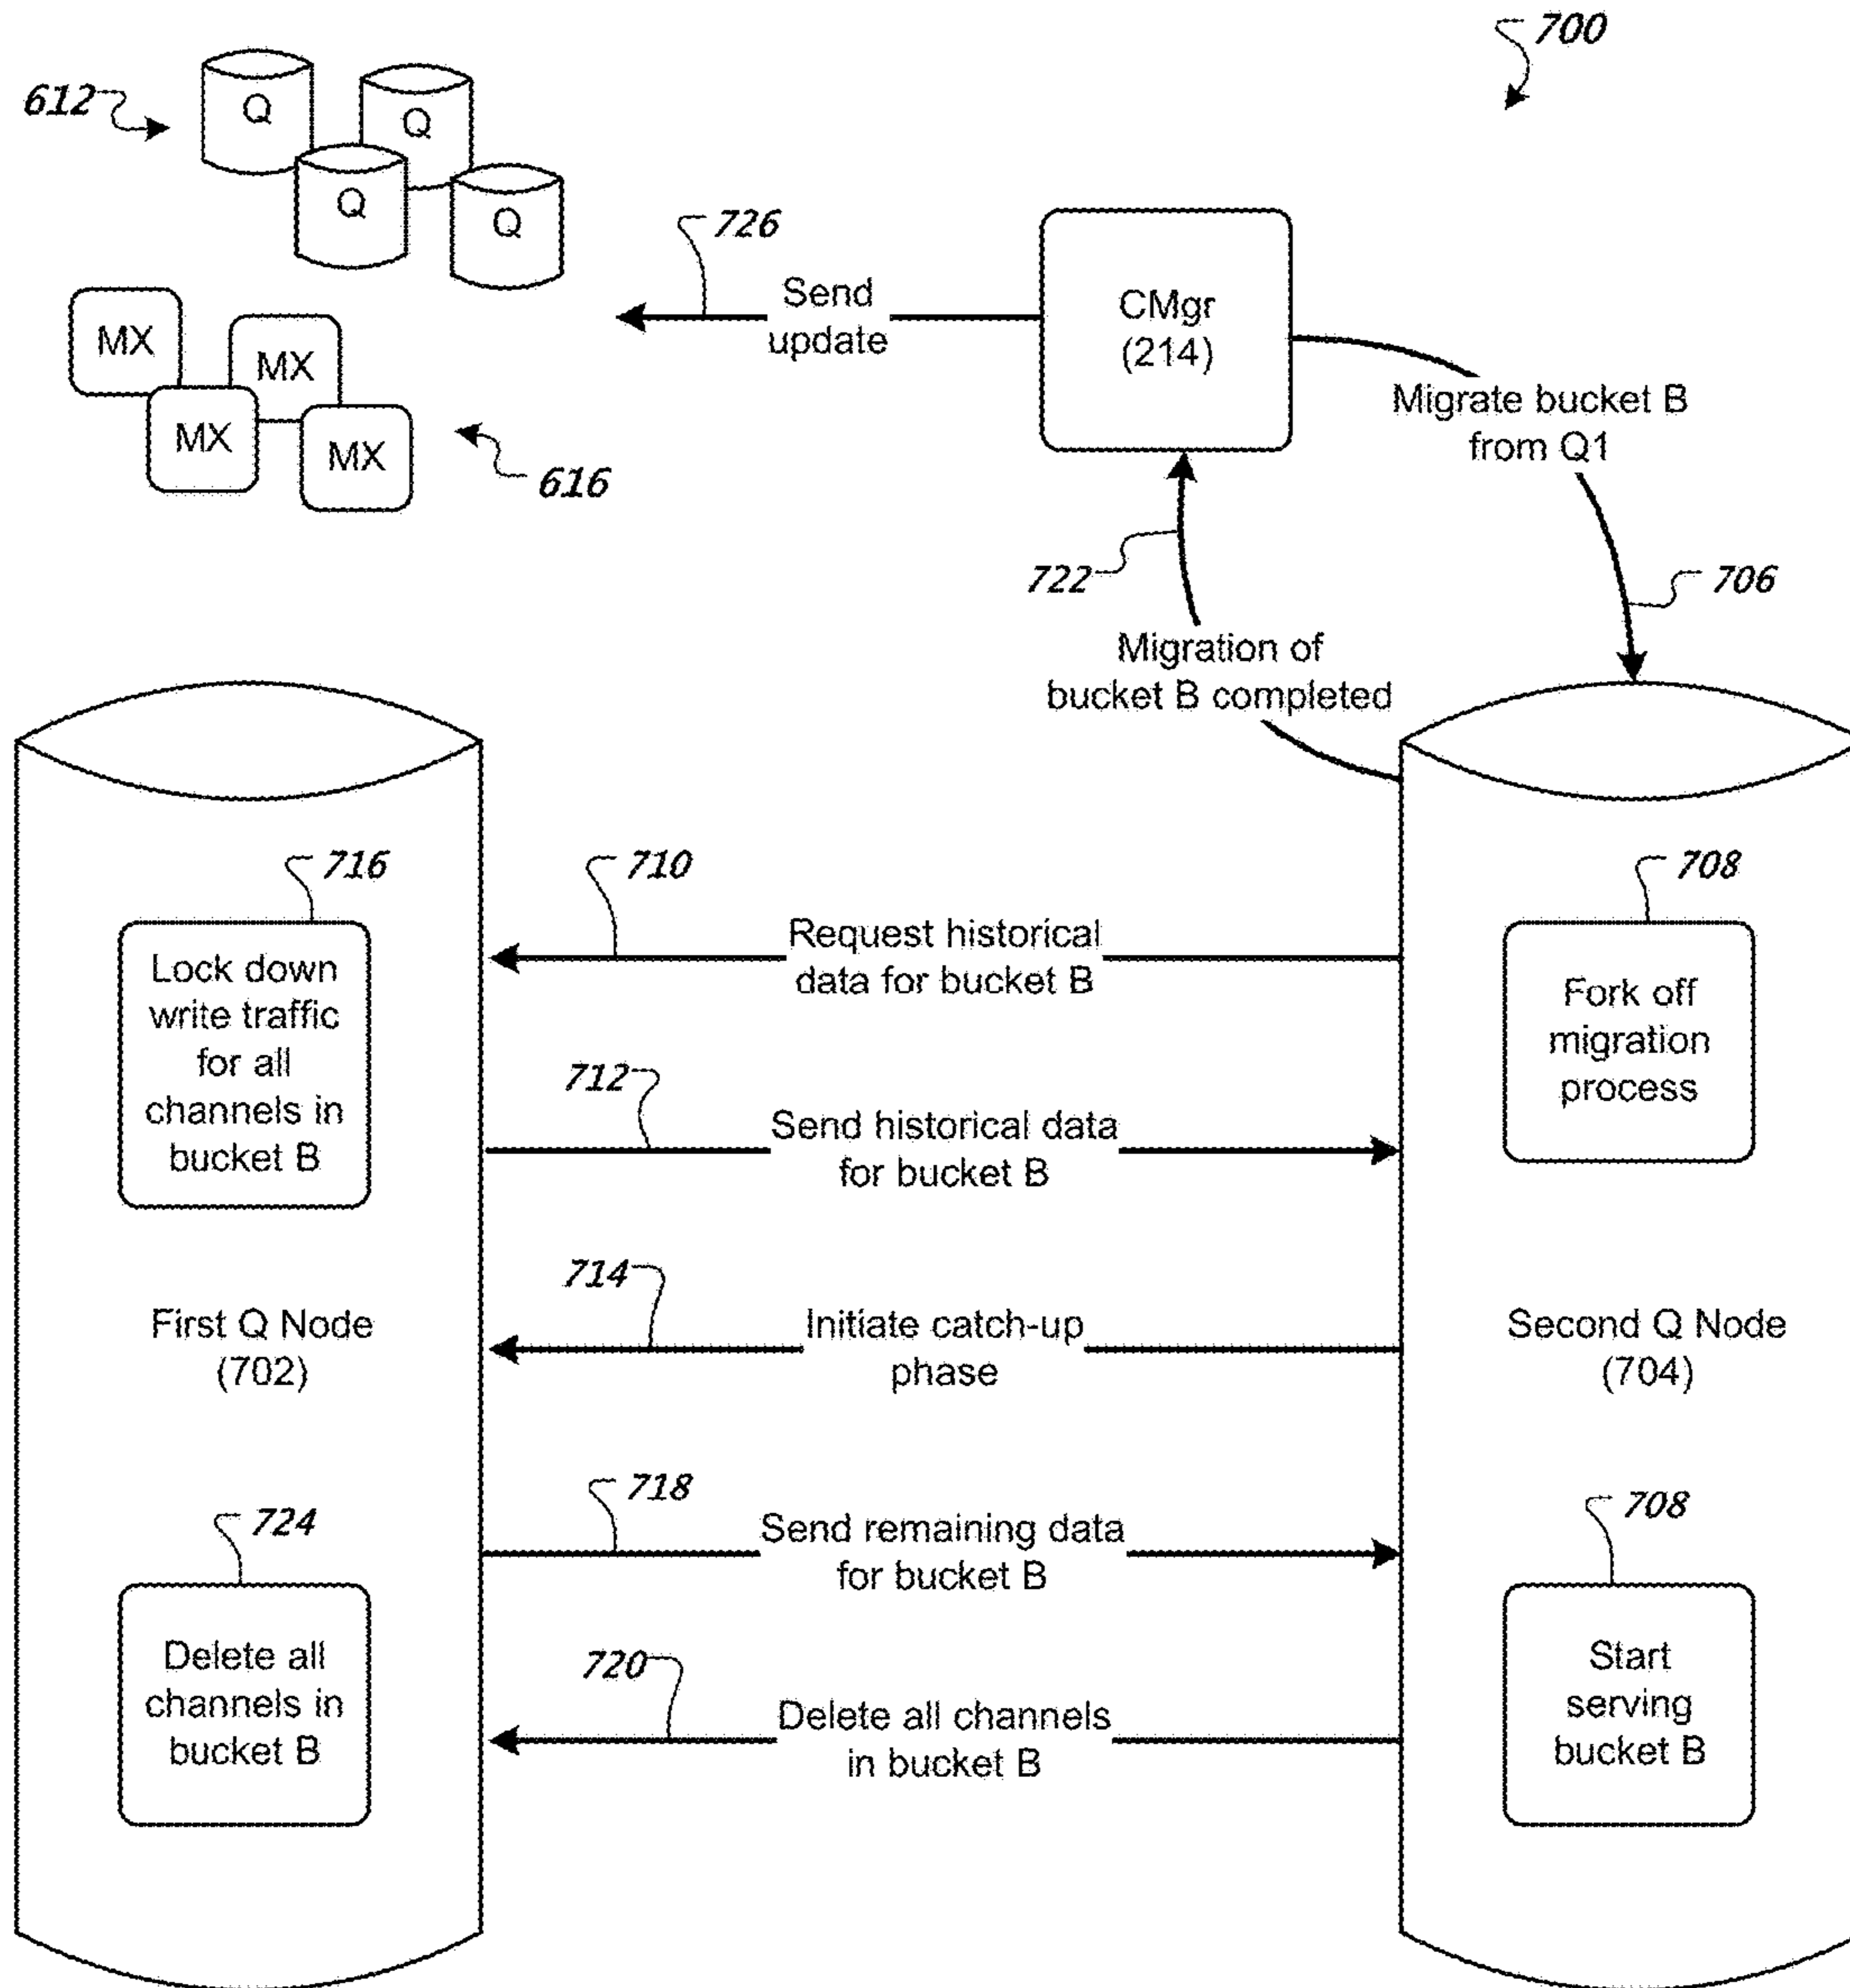 700
612
Q
Q
Q
Q
726
Send
update
CMgr
(214)
MX
MX
MX
MX
616
Migrate bucket B
from Q1
722
706
Migration of
bucket B completed
716
710
708
Lock down
write traffic
for all
channels in
bucket B
Request historical
data for bucket B
Fork off
migration
process
712
Send historical data
for bucket B
714
First Q Node
(702)
Initiate catch-up
phase
Second Q Node
(704)
724
718
708
Send remaining data
for bucket B
Delete all
channels in
bucket B
720
Delete all channels
in bucket B
Start
serving
bucket B